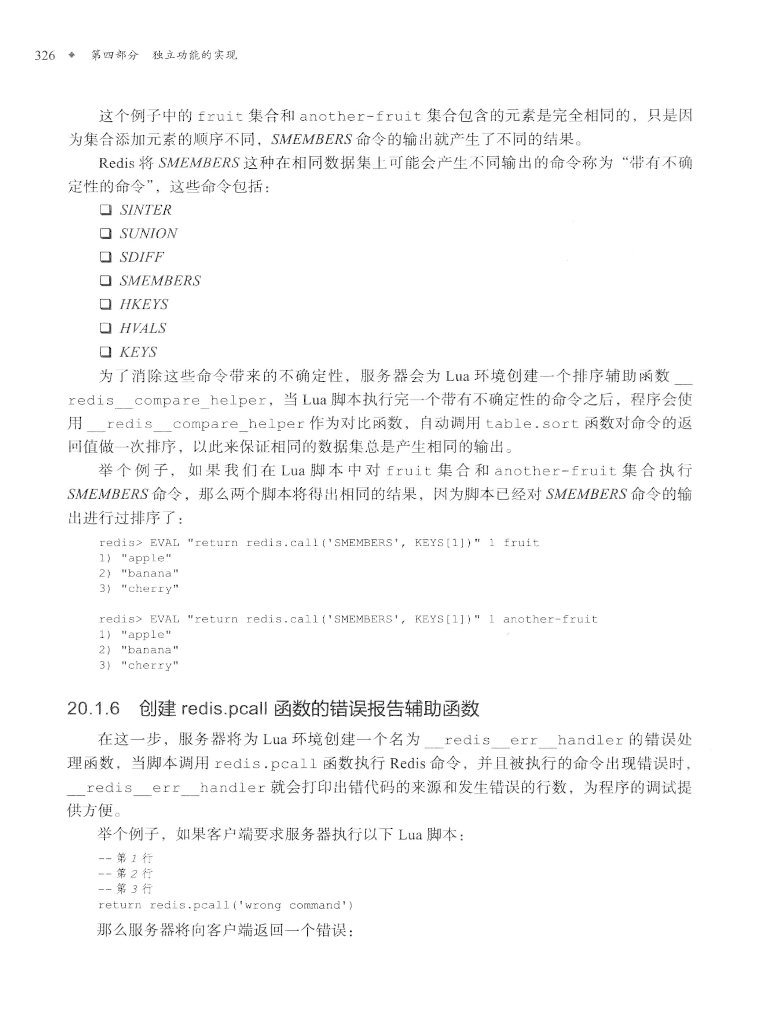 326 ◆ 第四部分 独立功能的实现
这个例子中的 fruit 集合和 another-fruit 集合包含的元素是完全相同的，只是因
为集合添加元素的顺序不同，SMEMBERS 命令的输出就产生了不同的结果。
Redis 将 SMEMBERS 这种在相同数据集上可能会产生不同输出的命令称为“带有不确
定性的命令”，这些命令包括：
❑ SINTER
❑ SUNION
❑ SDIFF
❑ SMEMBERS
❑ HKEYS
❑ HVALS
❑ KEYS
为了消除这些命令带来的不确定性，服务器会为 Lua 环境创建一个排序辅助函数 __
redis__compare_helper，当 Lua 脚本执行完一个带有不确定性的命令之后，程序会使
用 __redis__compare_helper 作为对比函数，自动调用 table.sort 函数对命令的返
回值做一次排序，以此来保证相同的数据集总是产生相同的输出。
举个例子，如果我们在 Lua 脚本中对 fruit 集合和 another-fruit 集合执行
SMEMBERS 命令，那么两个脚本将得出相同的结果，因为脚本已经对 SMEMBERS 命令的输
出进行过排序了：
redis> EVAL "return redis.call('SMEMBERS', KEYS[1])" 1 fruit
1) "apple"
2) "banana"
3) "cherry"
redis> EVAL "return redis.call('SMEMBERS', KEYS[1])" 1 another-fruit
1) "apple"
2) "banana"
3) "cherry"
20.1.6 创建 redis.pcall 函数的错误报告辅助函数
在这一步，服务器将为 Lua 环境创建一个名为 __redis__err__handler 的错误处
理函数，当脚本调用 redis.pcall 函数执行 Redis 命令，并且被执行的命令出现错误时，
__redis__err__handler 就会打印出错代码的来源和发生错误的行数，为程序的调试提
供方便。
举个例子，如果客户端要求服务器执行以下 Lua 脚本：
-- 第 1 行
-- 第 2 行
-- 第 3 行
return redis.pcall('wrong command')
那么服务器将向客户端返回一个错误：